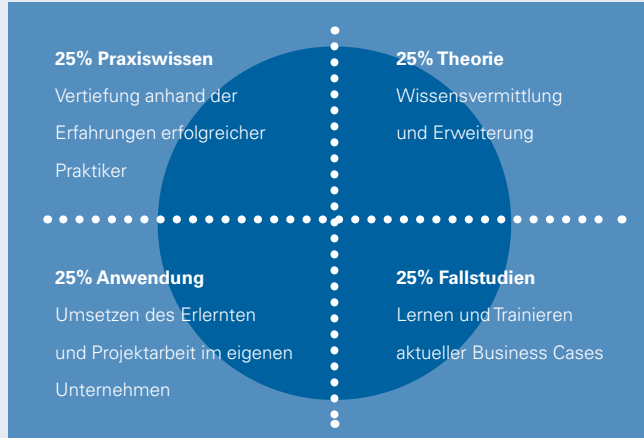 25% Praxiswissen
Vertiefung anhand der
Erfahrungen erfolgreicher
Praktiker
25% Theorie
Wissensvermittlung
und Erweiterung
25% Anwendung
Umsetzen des Erlernten
und Projektarbeit im eigenen
Unternehmen
25% Fallstudien
Lernen und Trainieren
aktueller Business Cases